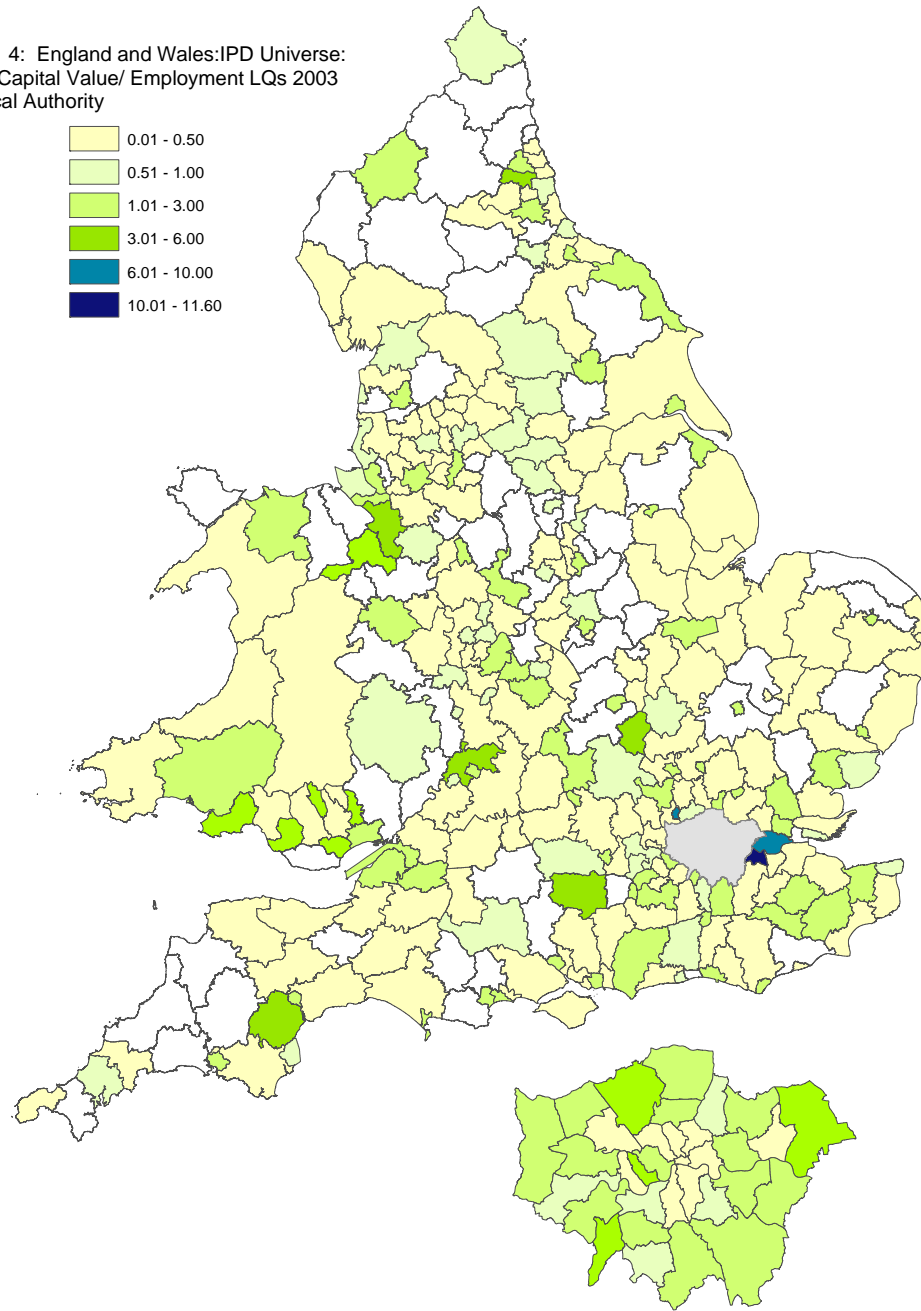 4: England and Wales:IPD Universe:
Capital Value/ Employment LQs 2003
al Authority
0.01 - 0.50
0.51 - 1.00
1.01 - 3.00
3.01 - 6.00
6.01 - 10.00
10.01 - 11.60